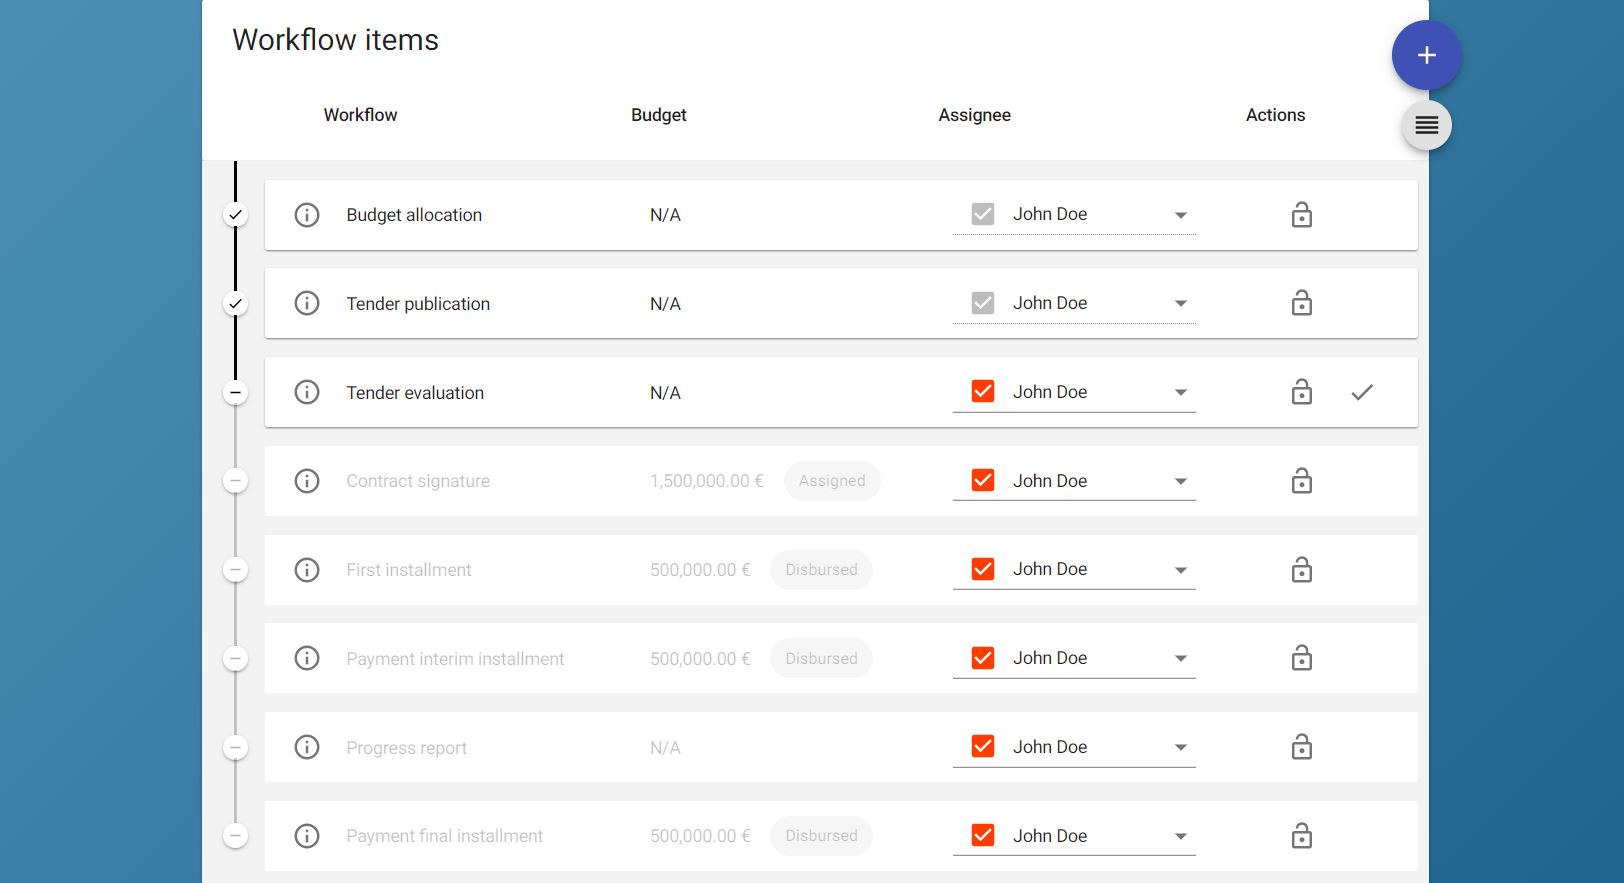 Workflow items
Workflow Budget Assignee Actions
Budget allocation N/A John Doe
Tender publication N/A John Doe
Tender evaluation N/A John Doe
Contract signature 1,500,000.00 € Assigned John Doe
First installment 500,000.00 € Disbursed John Doe
Payment interim installment 500,000.00 € Disbursed John Doe
Progress report N/A John Doe
Payment final installment 500,000.00 € Disbursed John Doe